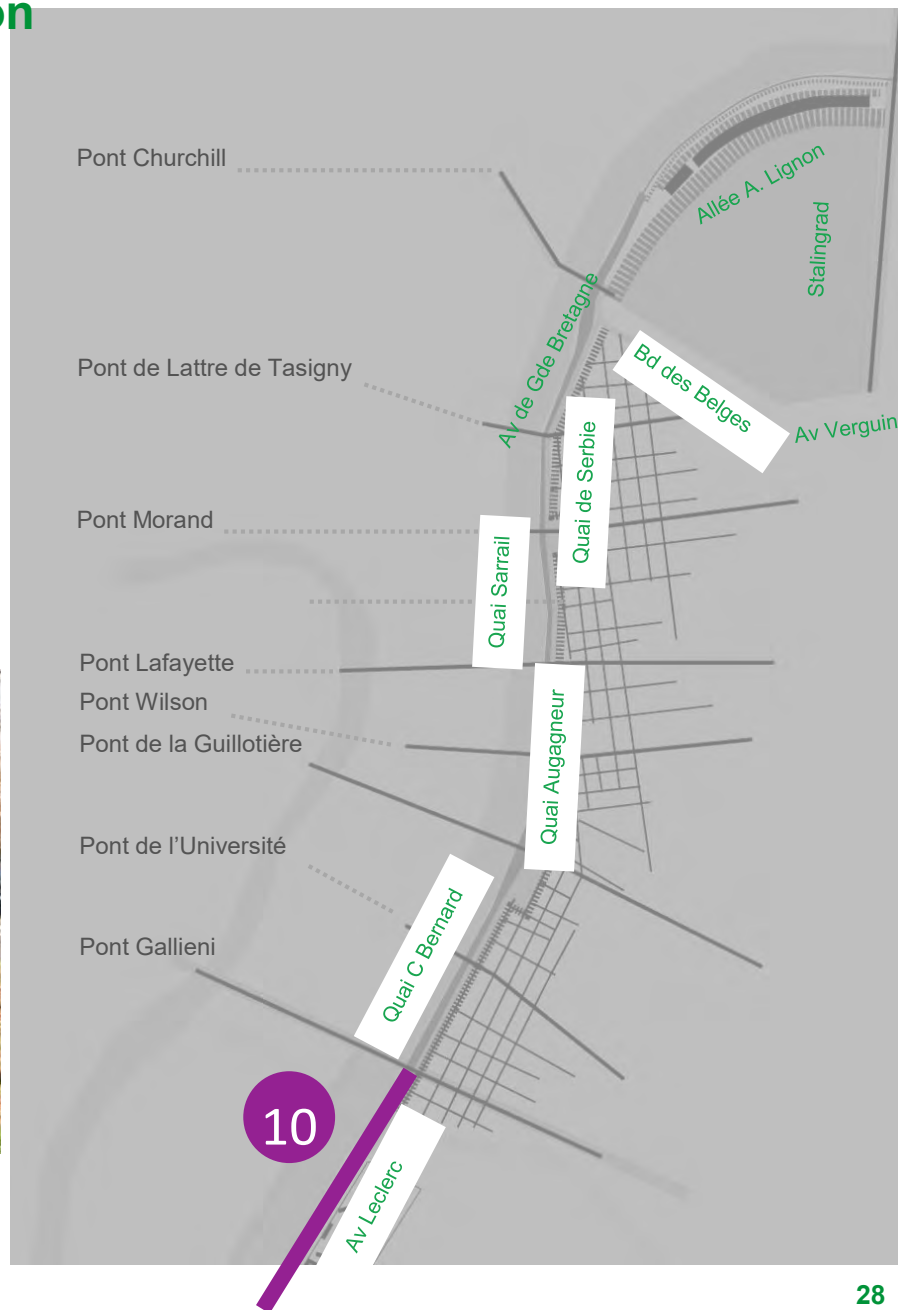 on
Pont Churchill
Allée A. Lignon
Stalingrad
Av de Gde Bretagne
Pont de Lattre de Tasigny
Bd des Belges
Av Verguin
Quai de Serbie
Pont Morand
Quai Sarrail
Pont Lafayette
Pont Wilson
Pont de la Guillotière
Quai Augagneur
Pont de l’Université
Quai C Bernard
Pont Gallieni
10
Av Leclerc
28